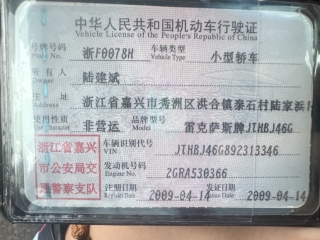 中华人民共和国机动车行驶证
Vehicle License of the People's Republic of China
号牌号码 Plate No. 浙F0078H 车辆类型 Vehicle Type 小型轿车
所有人 Owner 陆建斌
住址 Address 浙江省嘉兴市秀洲区洪合镇泰石村陆家浜
使用性质 Use Character 非营运 品牌型号 Model 雷克萨斯牌JTHBJ46G
车辆识别代号 VIN JTHBJ46G892313346
发动机号码 Engine No. 2GRA530366
注册日期 2009-04-14 发证日期 2009-04-14
浙江省嘉兴
市公安局交
警察支队